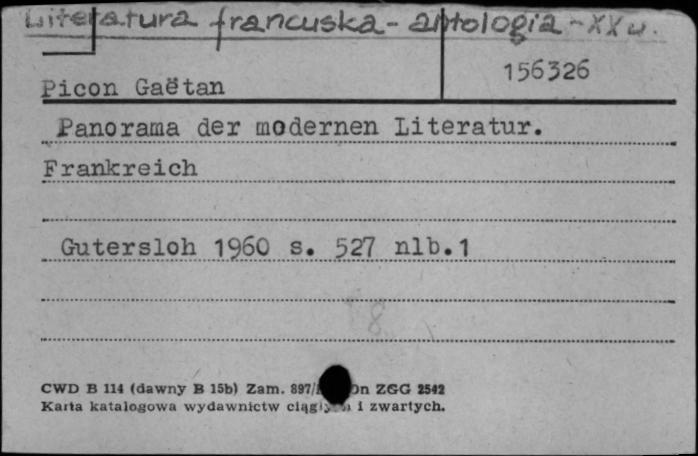 Literatura francuska - antologia - XX w.
156326
Picon Gaëtan
Panorama der modernen Literatur.
Frankreich
Gutersloh 1960 s. 527 nlb.1
CWD B 114 (dawny B 15b) Zam. 897/ ZGG 2542
Karta katalogowa wydawnictw i zwartych.